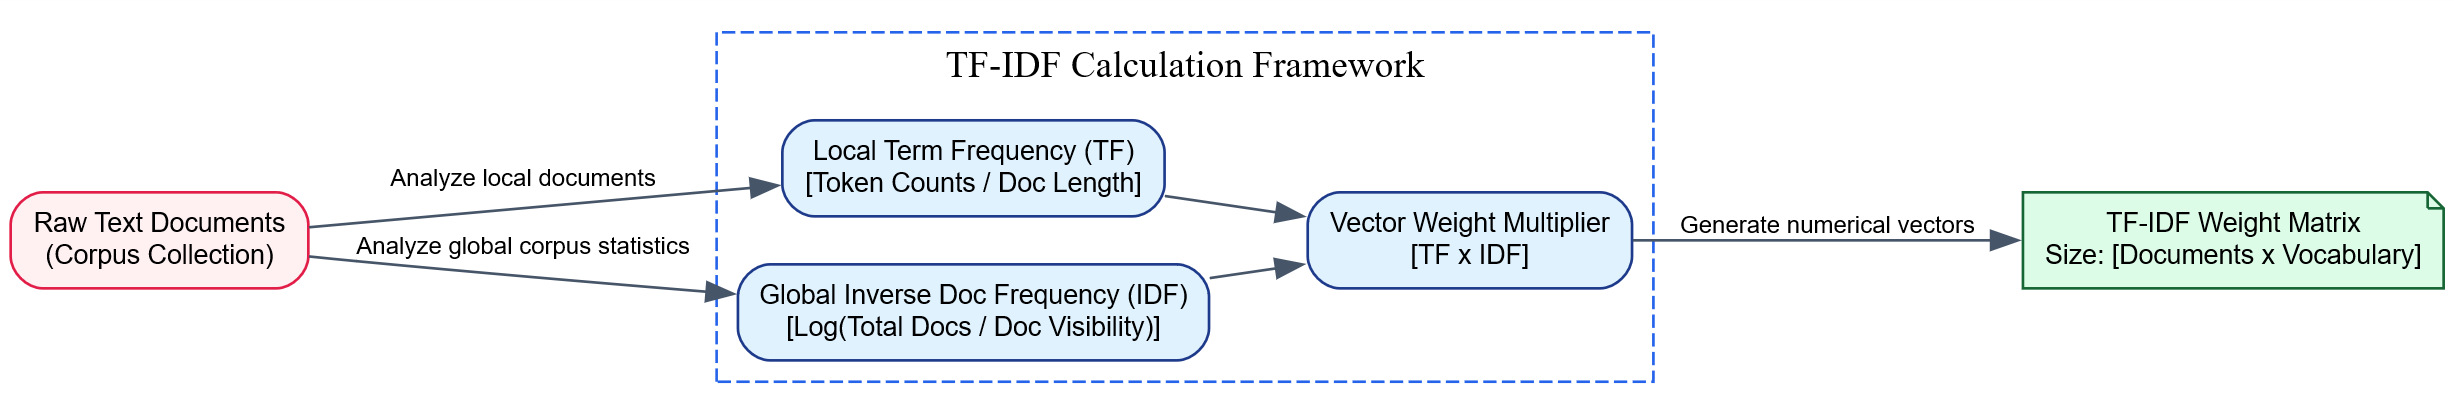 TF-IDF Calculation Framework
Raw Text Documents
(Corpus Collection)
Analyze local documents
Analyze global corpus statistics
Local Term Frequency (TF)
[Token Counts / Doc Length]
Global Inverse Doc Frequency (IDF)
[Log(Total Docs / Doc Visibility)]
Vector Weight Multiplier
[TF x IDF]
Generate numerical vectors
TF-IDF Weight Matrix
Size: [Documents x Vocabulary]